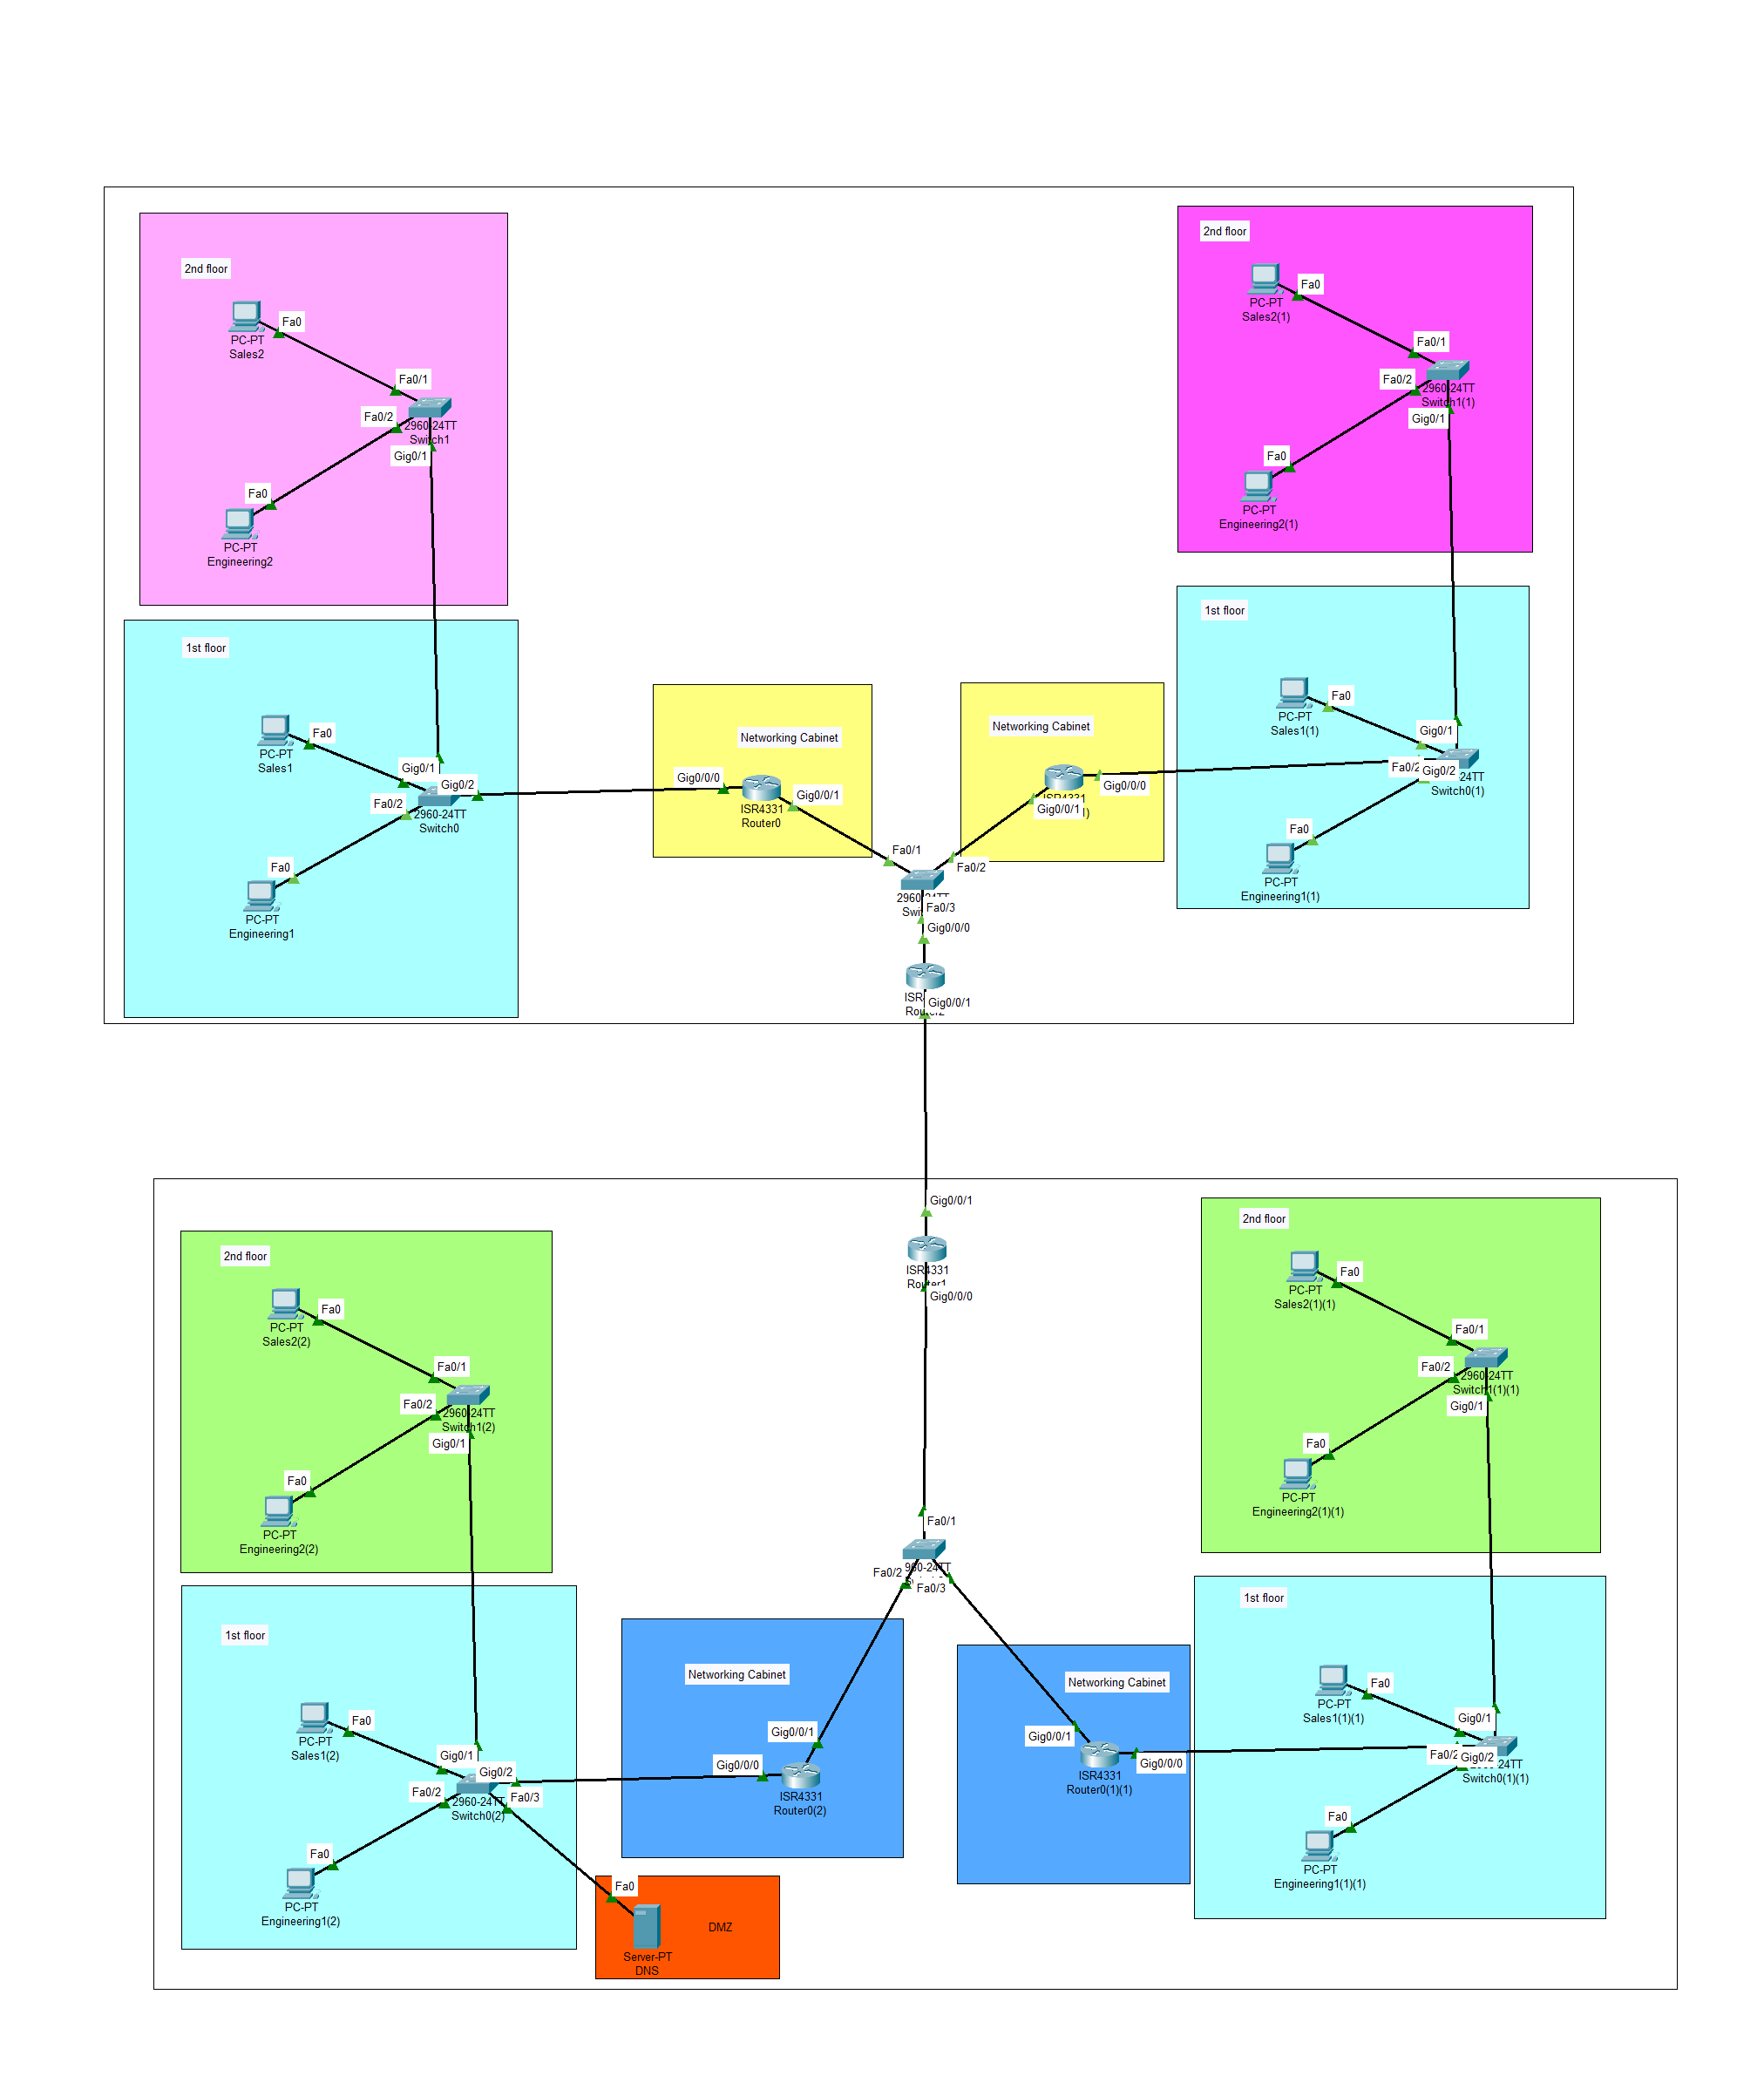 2nd floor
Fa0
PC-PT
Sales2
Fa0/1
Fa0/2
2960-24TT
Switch1
Gig0/1
Fa0
PC-PT
Engineering2
2nd floor
Fa0
PC-PT
Sales2(1)
Fa0/1
Fa0/2
2960-24TT
Switch1(1)
Gig0/1
Fa0
PC-PT
Engineering2(1)
1st floor
Fa0
PC-PT
Sales1
Gig0/1
Gig0/2
Fa0/2
2960-24TT
Switch0
Fa0
PC-PT
Engineering1
Networking Cabinet
Gig0/0/0
Gig0/0/1
ISR4331
Router0
Networking Cabinet
Gig0/0/0
ISR4331
Gig0/0/1
1st floor
Fa0
PC-PT
Sales1(1)
Gig0/1
Fa0/2
Gig0/2
24TT
Switch0(1)
Fa0
PC-PT
Engineering1(1)
Fa0/1
Fa0/2
Fa0/3
Gig0/0/0
Gig0/0/1
Gig0/0/1
ISR4331
Router1
Gig0/0/0
2nd floor
Fa0
PC-PT
Sales2(2)
Fa0/1
Fa0/2
2960-24TT
Switch1(2)
Gig0/1
Fa0
PC-PT
Engineering2(2)
2nd floor
Fa0
PC-PT
Sales2(1)(1)
Fa0/1
Fa0/2
2960-24TT
Switch1(1)(1)
Gig0/1
Fa0
PC-PT
Engineering2(1)(1)
Fa0/1
960-24TT
Fa0/2
Fa0/3
1st floor
Fa0
PC-PT
Sales1(2)
Gig0/1
Gig0/2
Fa0/2
Fa0/3
2960-24TT
Switch0(2)
Fa0
PC-PT
Engineering1(2)
Networking Cabinet
Gig0/0/1
Gig0/0/0
ISR4331
Router0(2)
Networking Cabinet
Gig0/0/1
Gig0/0/0
ISR4331
Router0(1)(1)
1st floor
Fa0
PC-PT
Sales1(1)(1)
Gig0/1
Fa0/2
Gig0/2
24TT
Switch0(1)(1)
Fa0
PC-PT
Engineering1(1)(1)
Fa0
DMZ
Server-PT
DNS